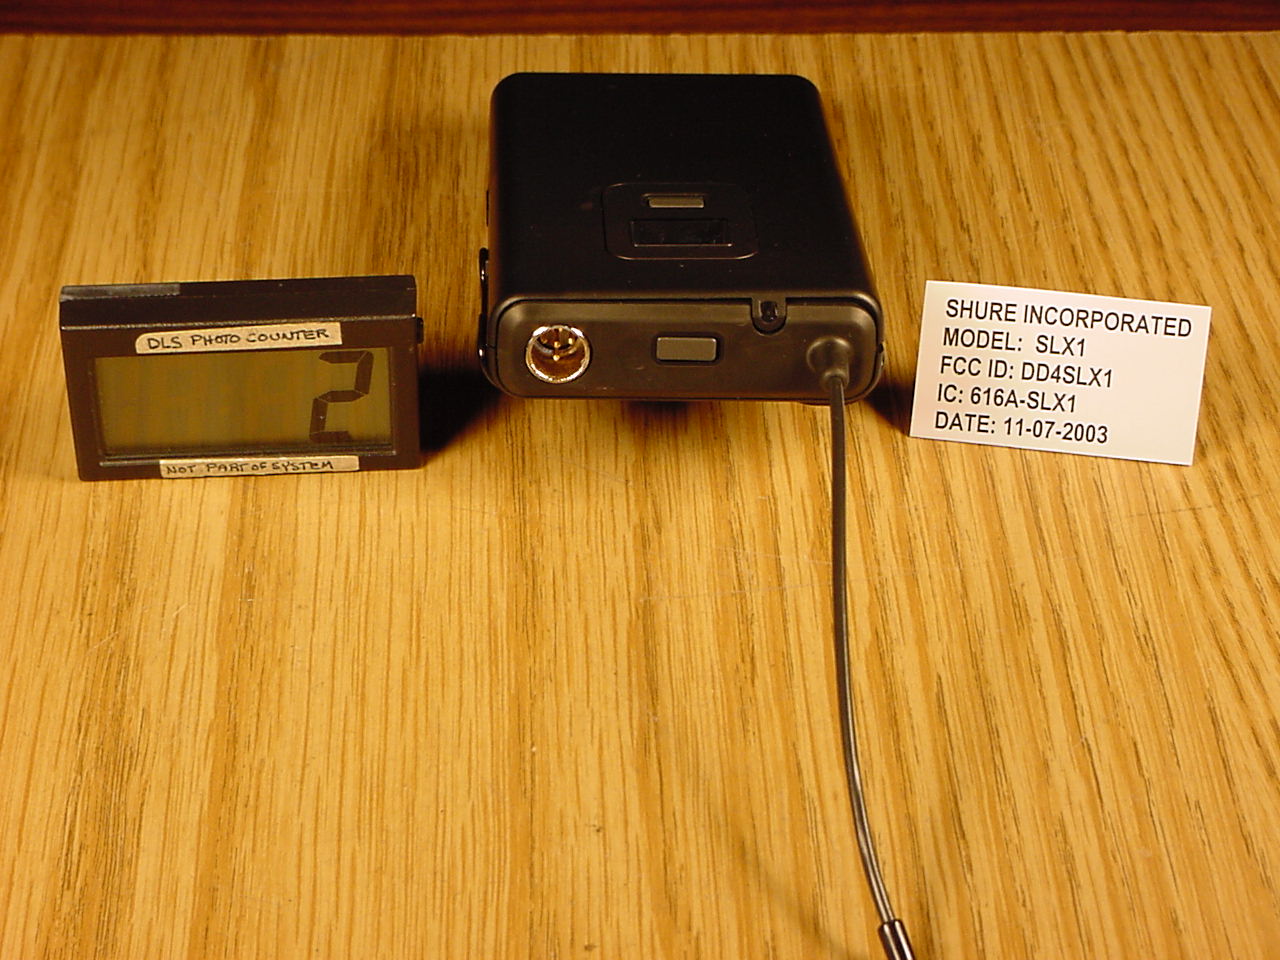 DLS PHOTO COUNTER
2
NOT PART OF SYSTEM
SHURE INCORPORATED
MODEL: SLX1
FCC ID: DD4SLX1
IC: 616A-SLX1
DATE: 11-07-2003